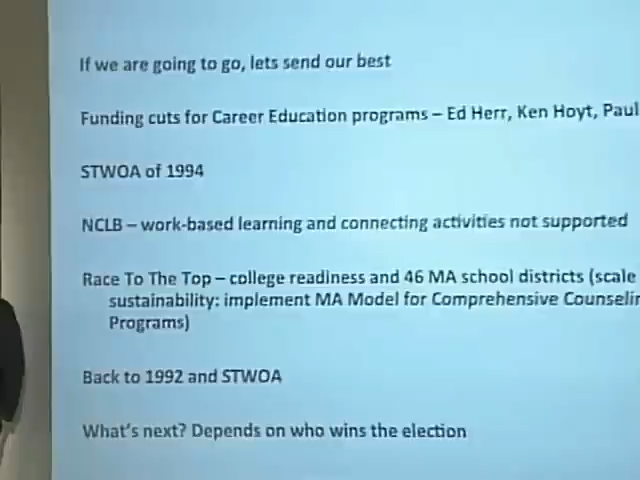 If we are going to go, lets send our best
Funding cuts for Career Education programs – Ed Herr, Ken Hoyt, Paul
STWOA of 1994
NCLB – work-based learning and connecting activities not supported
Race To The Top – college readiness and 46 MA school districts (scale
sustainability: implement MA Model for Comprehensive Counselin
Programs)
Back to 1992 and STWOA
What's next? Depends on who wins the election